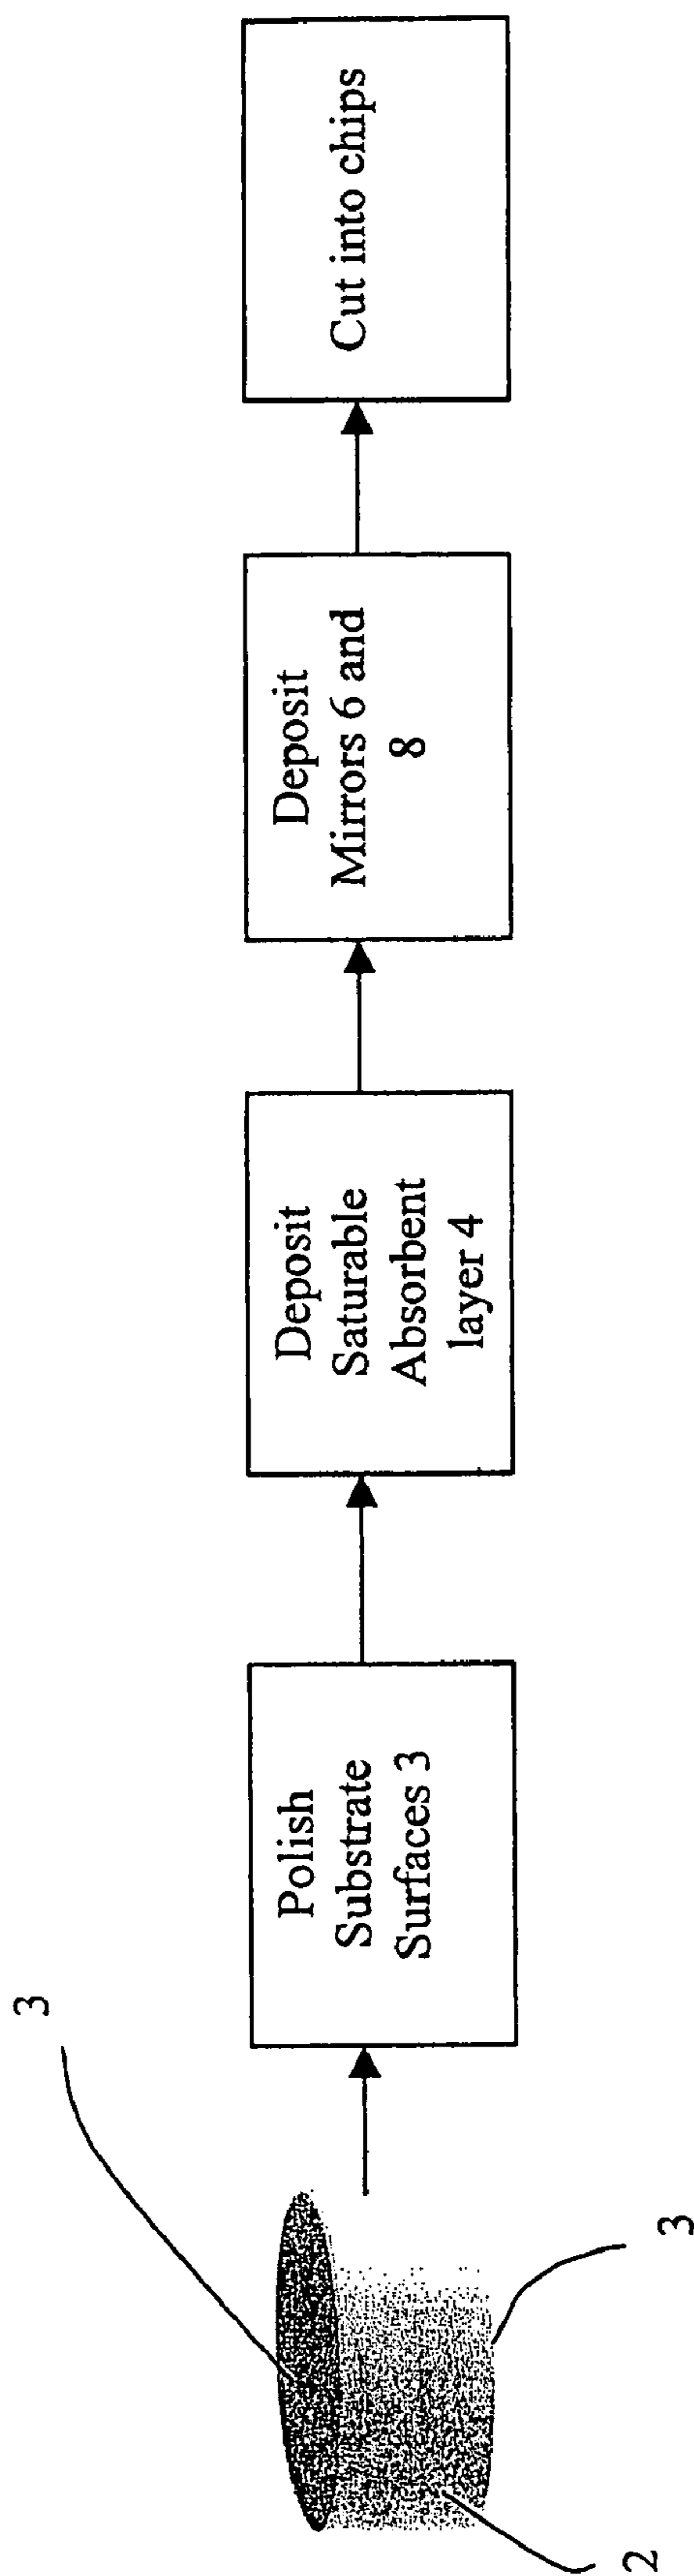 3
2
3
Polish
Substrate
Surfaces 3
Deposit
Saturable
Absorbent
layer 4
Deposit
Mirrors 6 and
8
Cut into chips